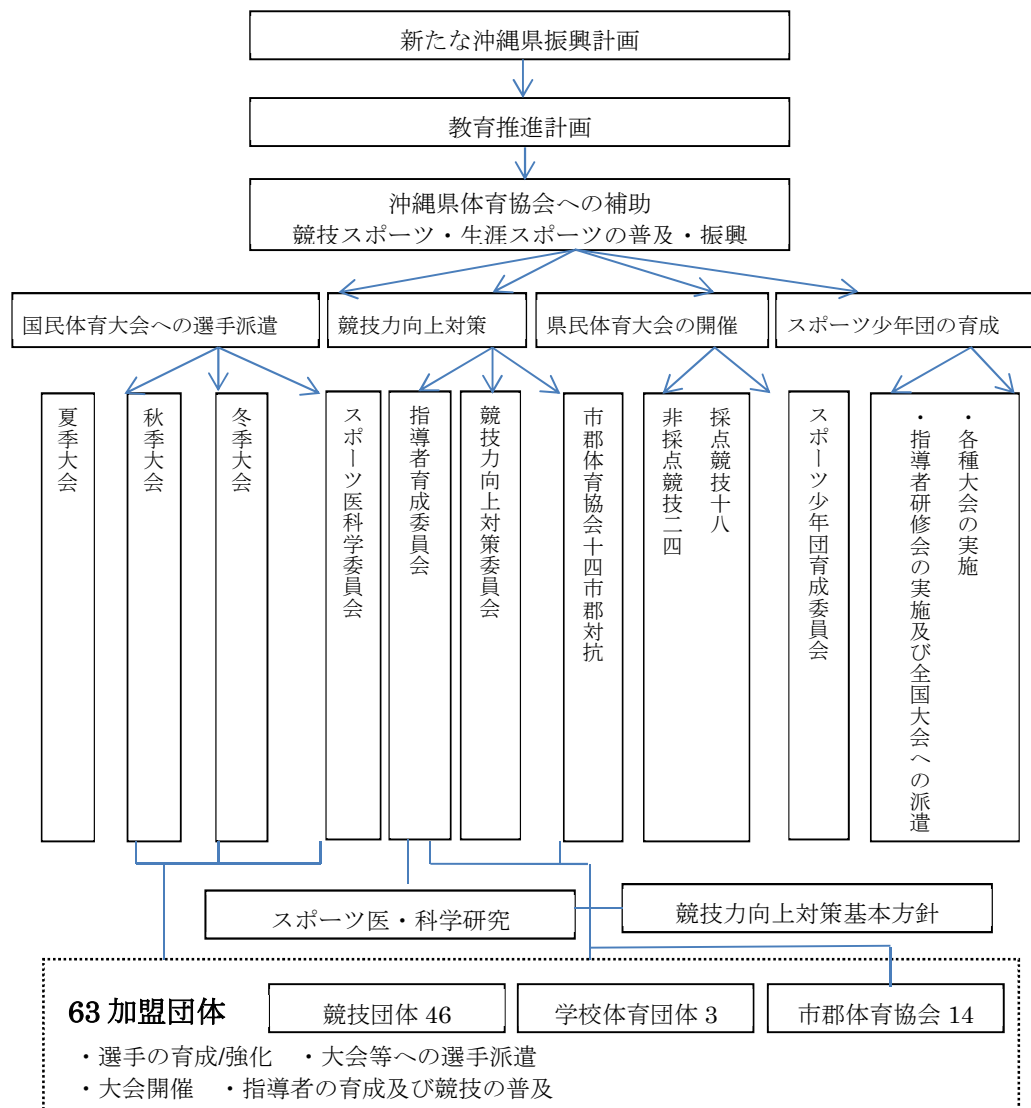 新たな沖縄県振興計画
教育推進計画
沖縄県体育協会への補助
競技スポーツ・生涯スポーツの普及・振興
国民体育大会への選手派遣
競技力向上対策
県民体育大会の開催
スポーツ少年団の育成
夏季大会
秋季大会
冬季大会
スポーツ医科学委員会
指導者育成委員会
競技力向上対策委員会
市郡体育協会十四市郡対抗
採点競技十八
非採点競技二四
スポーツ少年団育成委員会
・各種大会の実施
・指導者研修会の実施及び全国大会への派遣
スポーツ医・科学研究
競技力向上対策基本方針
63 加盟団体
競技団体 46
学校体育団体 3
市郡体育協会 14
・選手の育成/強化　・大会等への選手派遣
・大会開催　・指導者の育成及び競技の普及